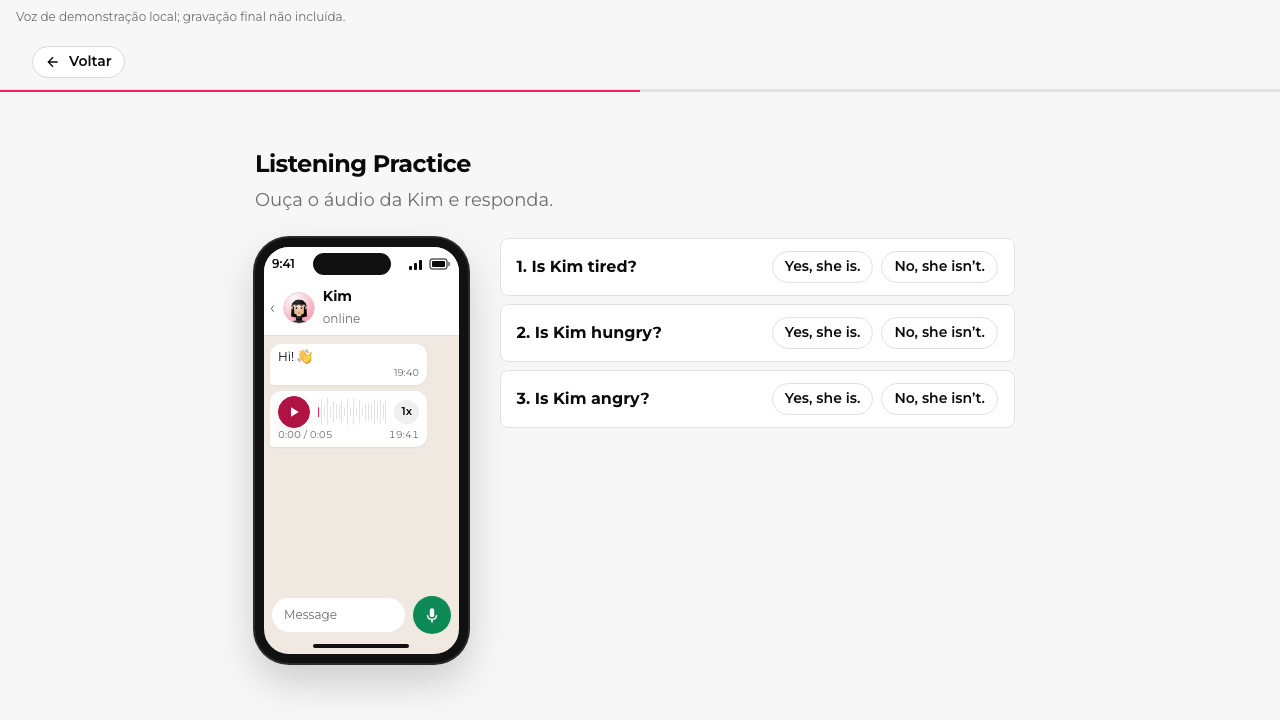 Voz de demonstração local; gravação final não incluída.
Voltar
Listening Practice
Ouça o áudio da Kim e responda.
9:41
Kim
online
Hi! 👋
19:40
1x
0:00 / 0:05
19:41
Message
1. Is Kim tired?
Yes, she is.
No, she isn’t.
2. Is Kim hungry?
Yes, she is.
No, she isn’t.
3. Is Kim angry?
Yes, she is.
No, she isn’t.